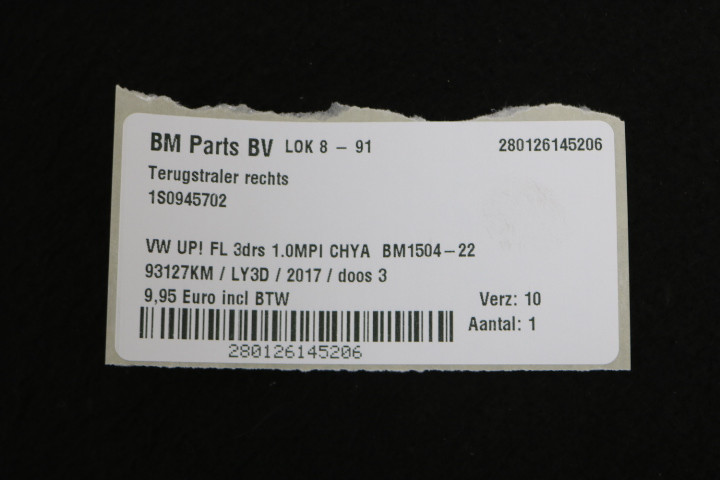 BM Parts BV LOK 8 - 91 280126145206
Terugstraler rechts
1S0945702
VW UP! FL 3drs 1.0MPI CHYA BM1504-22
93127KM / LY3D / 2017 / doos 3
9,95 Euro incl BTW Verz: 10
Aantal: 1
280126145206